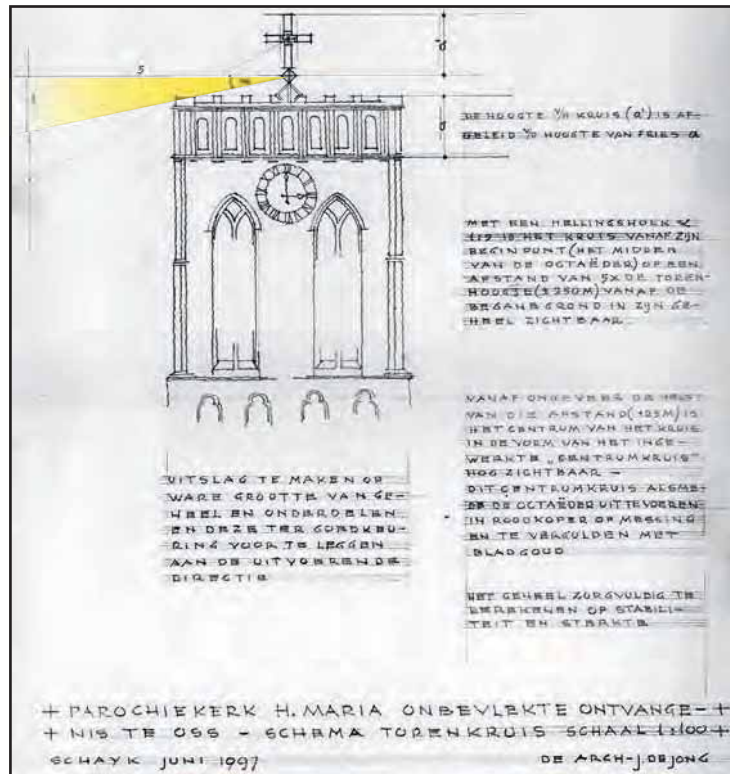 5
a'
a
DE HOOGTE V/H KRUIS (a') IS AF-
GELEID V/D HOOGTE VAN FRIES a
MET EEN HELLINGSHOEK
IS HET KRUIS VANAF ZIJN
BEGINPUNT (HET MIDDEN
VAN DE OCTAËDER) OP EEN
AFSTAND VAN 5X DE TOREN-
HOOGTE (± 250M) VANAF DE
BEGANE GROND IN ZIJN GE-
HEEL ZICHTBAAR.
VANAF ONGEVEER DE HELFT
VAN DIE AFSTAND (125M) IS
HET CENTRUM VAN HET KRUIS
IN DE VORM VAN HET INGE-
WERKTE „CENTRUMKRUIS"
NOG ZICHTBAAR –
DIT CENTRUMKRUIS ALSME-
DE DE OCTAËDER UIT TE VOEREN
IN ROODKOPER OF MESSING
EN TE VERGULDEN MET
BLADGOUD
UITSLAG TE MAKEN OP
WARE GROOTTE VAN GE-
HEEL EN ONDERDELEN
EN DEZE TER GOEDKEU-
RING VOOR TE LEGGEN
AAN DE UITVOERENDE
DIRECTIE
HET GEHEEL ZORGVULDIG TE
BEREKENEN OP STABILI-
TEIT EN STERKTE
+ PAROCHIEKERK H. MARIA ONBEVLEKTE ONTVANGE- +
+ NIS TE OSS - SCHEMA TORENKRUIS SCHAAL 1:100 +
SCHAYK JUNI 1997 DE ARCH- J. DE JONG